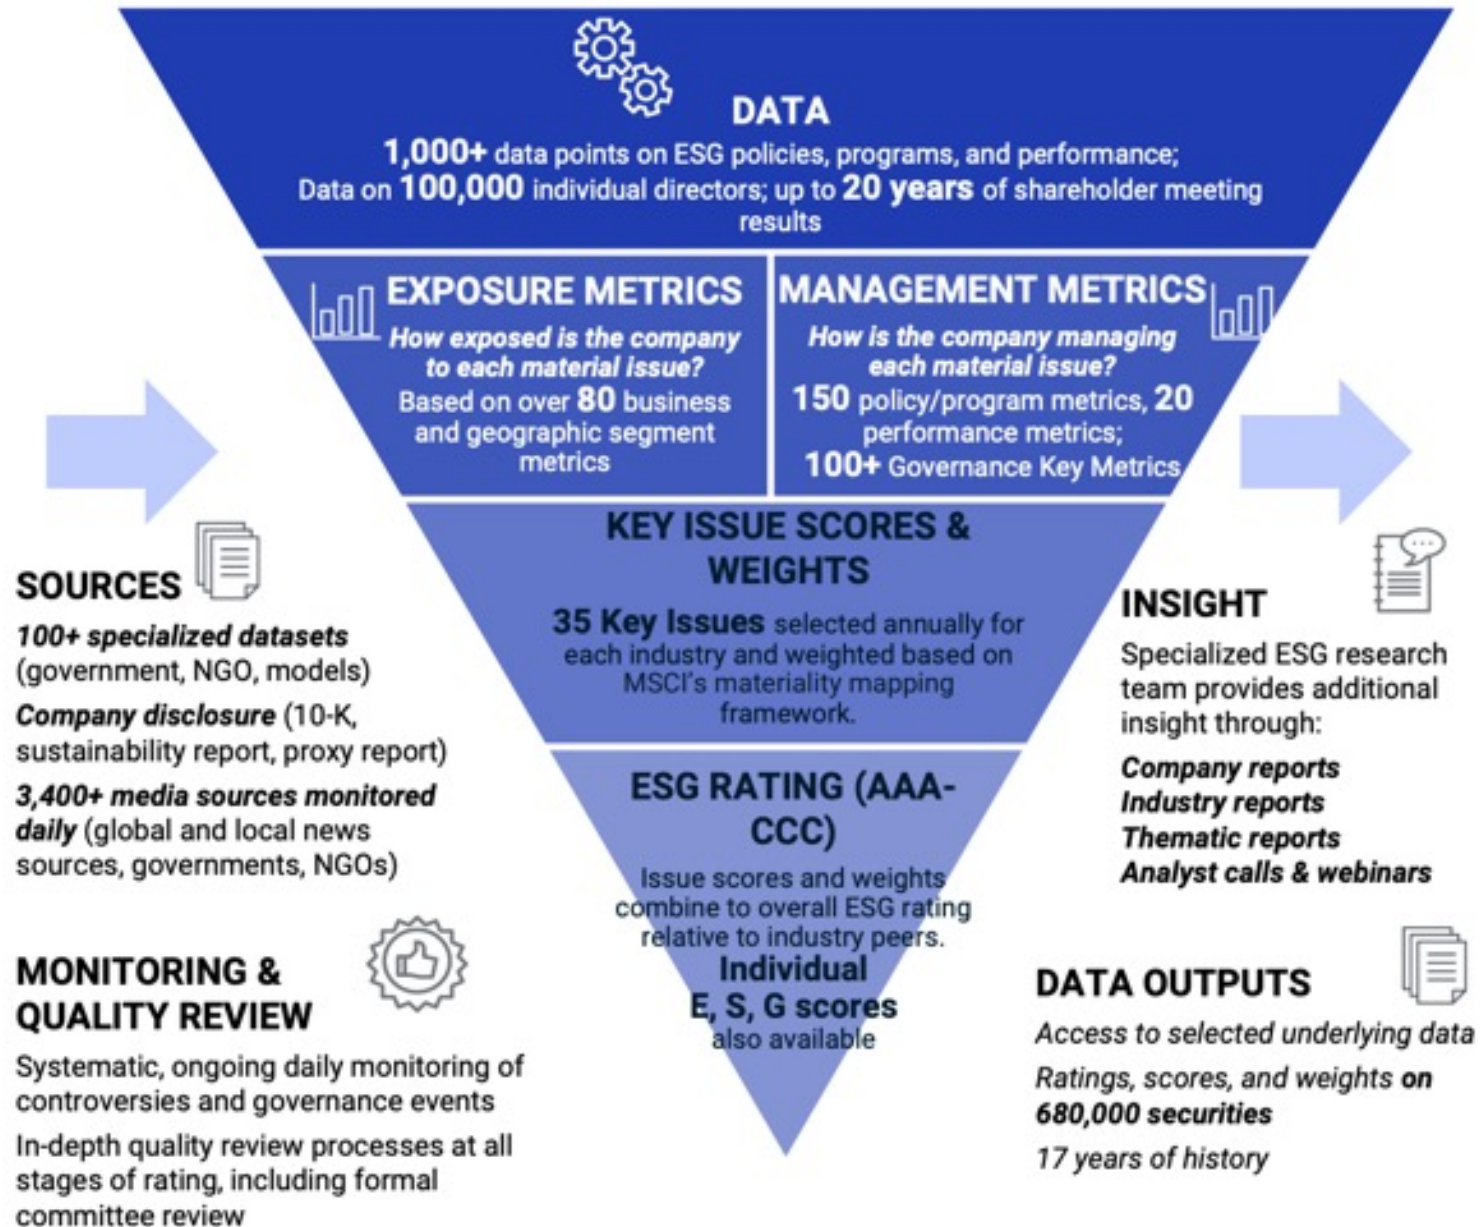 DATA
1,000+ data points on ESG policies, programs, and performance;
Data on 100,000 individual directors; up to 20 years of shareholder meeting
results
EXPOSURE METRICS
How exposed is the company
to each material issue?
Based on over 80 business
and geographic segment
metrics
MANAGEMENT METRICS
How is the company managing
each material issue?
150 policy/program metrics, 20
performance metrics;
100+ Governance Key Metrics
KEY ISSUE SCORES &
WEIGHTS
35 Key Issues selected annually for
each industry and weighted based on
MSCI's materiality mapping
framework.
ESG RATING (AAA-
CCC)
Issue scores and weights
combine to overall ESG rating
relative to industry peers.
Individual
E, S, G scores
also available
SOURCES
100+ specialized datasets
(government, NGO, models)
Company disclosure (10-K,
sustainability report, proxy report)
3,400+ media sources monitored
daily (global and local news
sources, governments, NGOs)
MONITORING &
QUALITY REVIEW
Systematic, ongoing daily monitoring of
controversies and governance events
In-depth quality review processes at all
stages of rating, including formal
committee review
INSIGHT
Specialized ESG research
team provides additional
insight through:
Company reports
Industry reports
Thematic reports
Analyst calls & webinars
DATA OUTPUTS
Access to selected underlying data
Ratings, scores, and weights on
680,000 securities
17 years of history